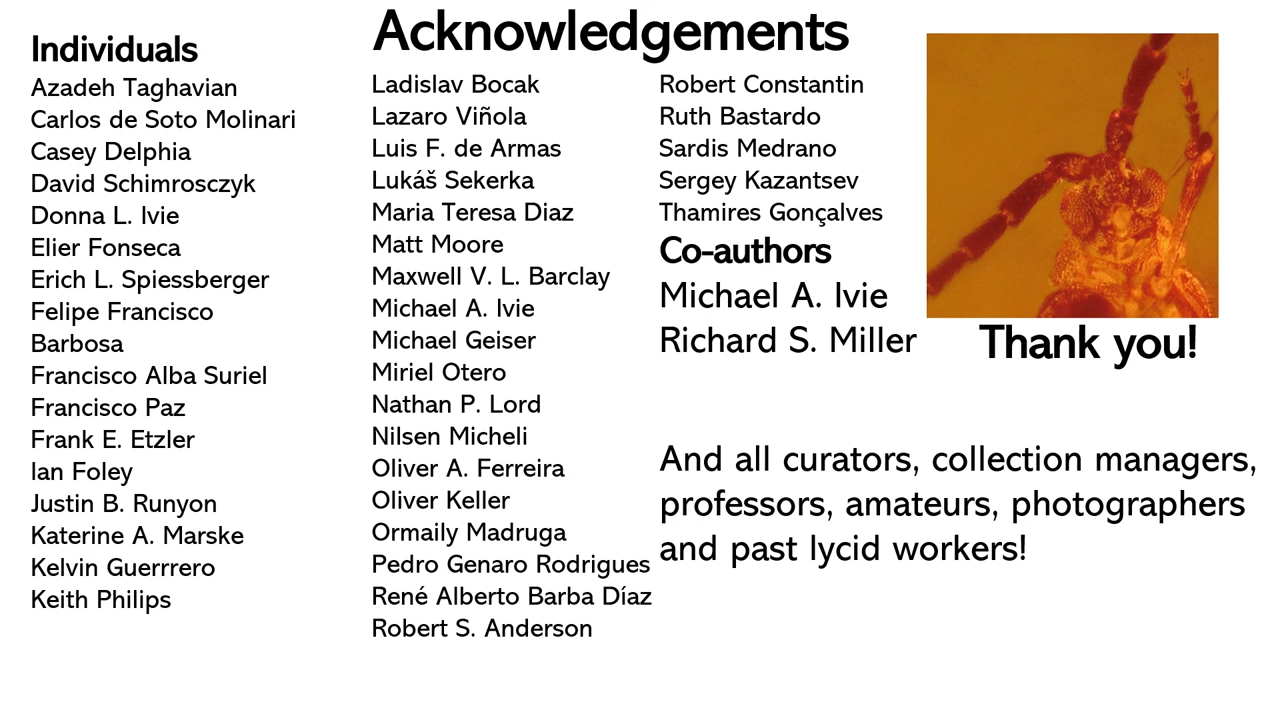 Acknowledgements
Individuals
Azadeh Taghavian
Carlos de Soto Molinari
Casey Delphia
David Schimrosczyk
Donna L. Ivie
Elier Fonseca
Erich L. Spiessberger
Felipe Francisco
Barbosa
Francisco Alba Suriel
Francisco Paz
Frank E. Etzler
Ian Foley
Justin B. Runyon
Katerine A. Marske
Kelvin Guerrrero
Keith Philips
Ladislav Bocak
Lazaro Viñola
Luis F. de Armas
Lukáš Sekerka
Maria Teresa Diaz
Matt Moore
Maxwell V. L. Barclay
Michael A. Ivie
Michael Geiser
Miriel Otero
Nathan P. Lord
Nilsen Micheli
Oliver A. Ferreira
Oliver Keller
Ormaily Madruga
Pedro Genaro Rodrigues
René Alberto Barba Díaz
Robert S. Anderson
Robert Constantin
Ruth Bastardo
Sardis Medrano
Sergey Kazantsev
Thamires Gonçalves
Co-authors
Michael A. Ivie
Richard S. Miller
Thank you!
And all curators, collection managers,
professors, amateurs, photographers
and past lycid workers!